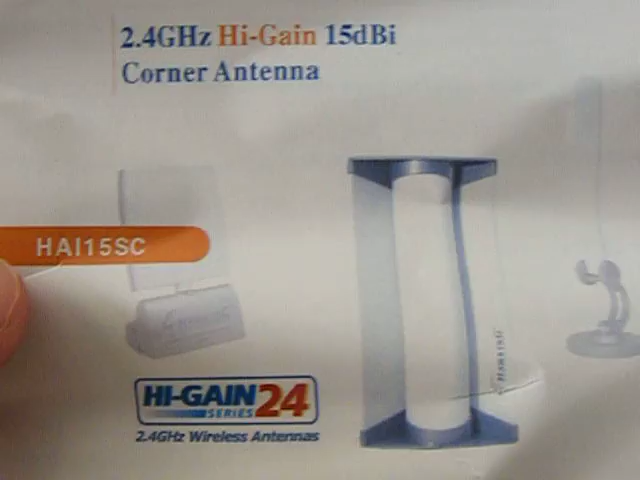 2.4GHz Hi-Gain 15dBi
Corner Antenna
HAI15SC
HI-GAIN 24
SERIES
2.4GHz Wireless Antennas